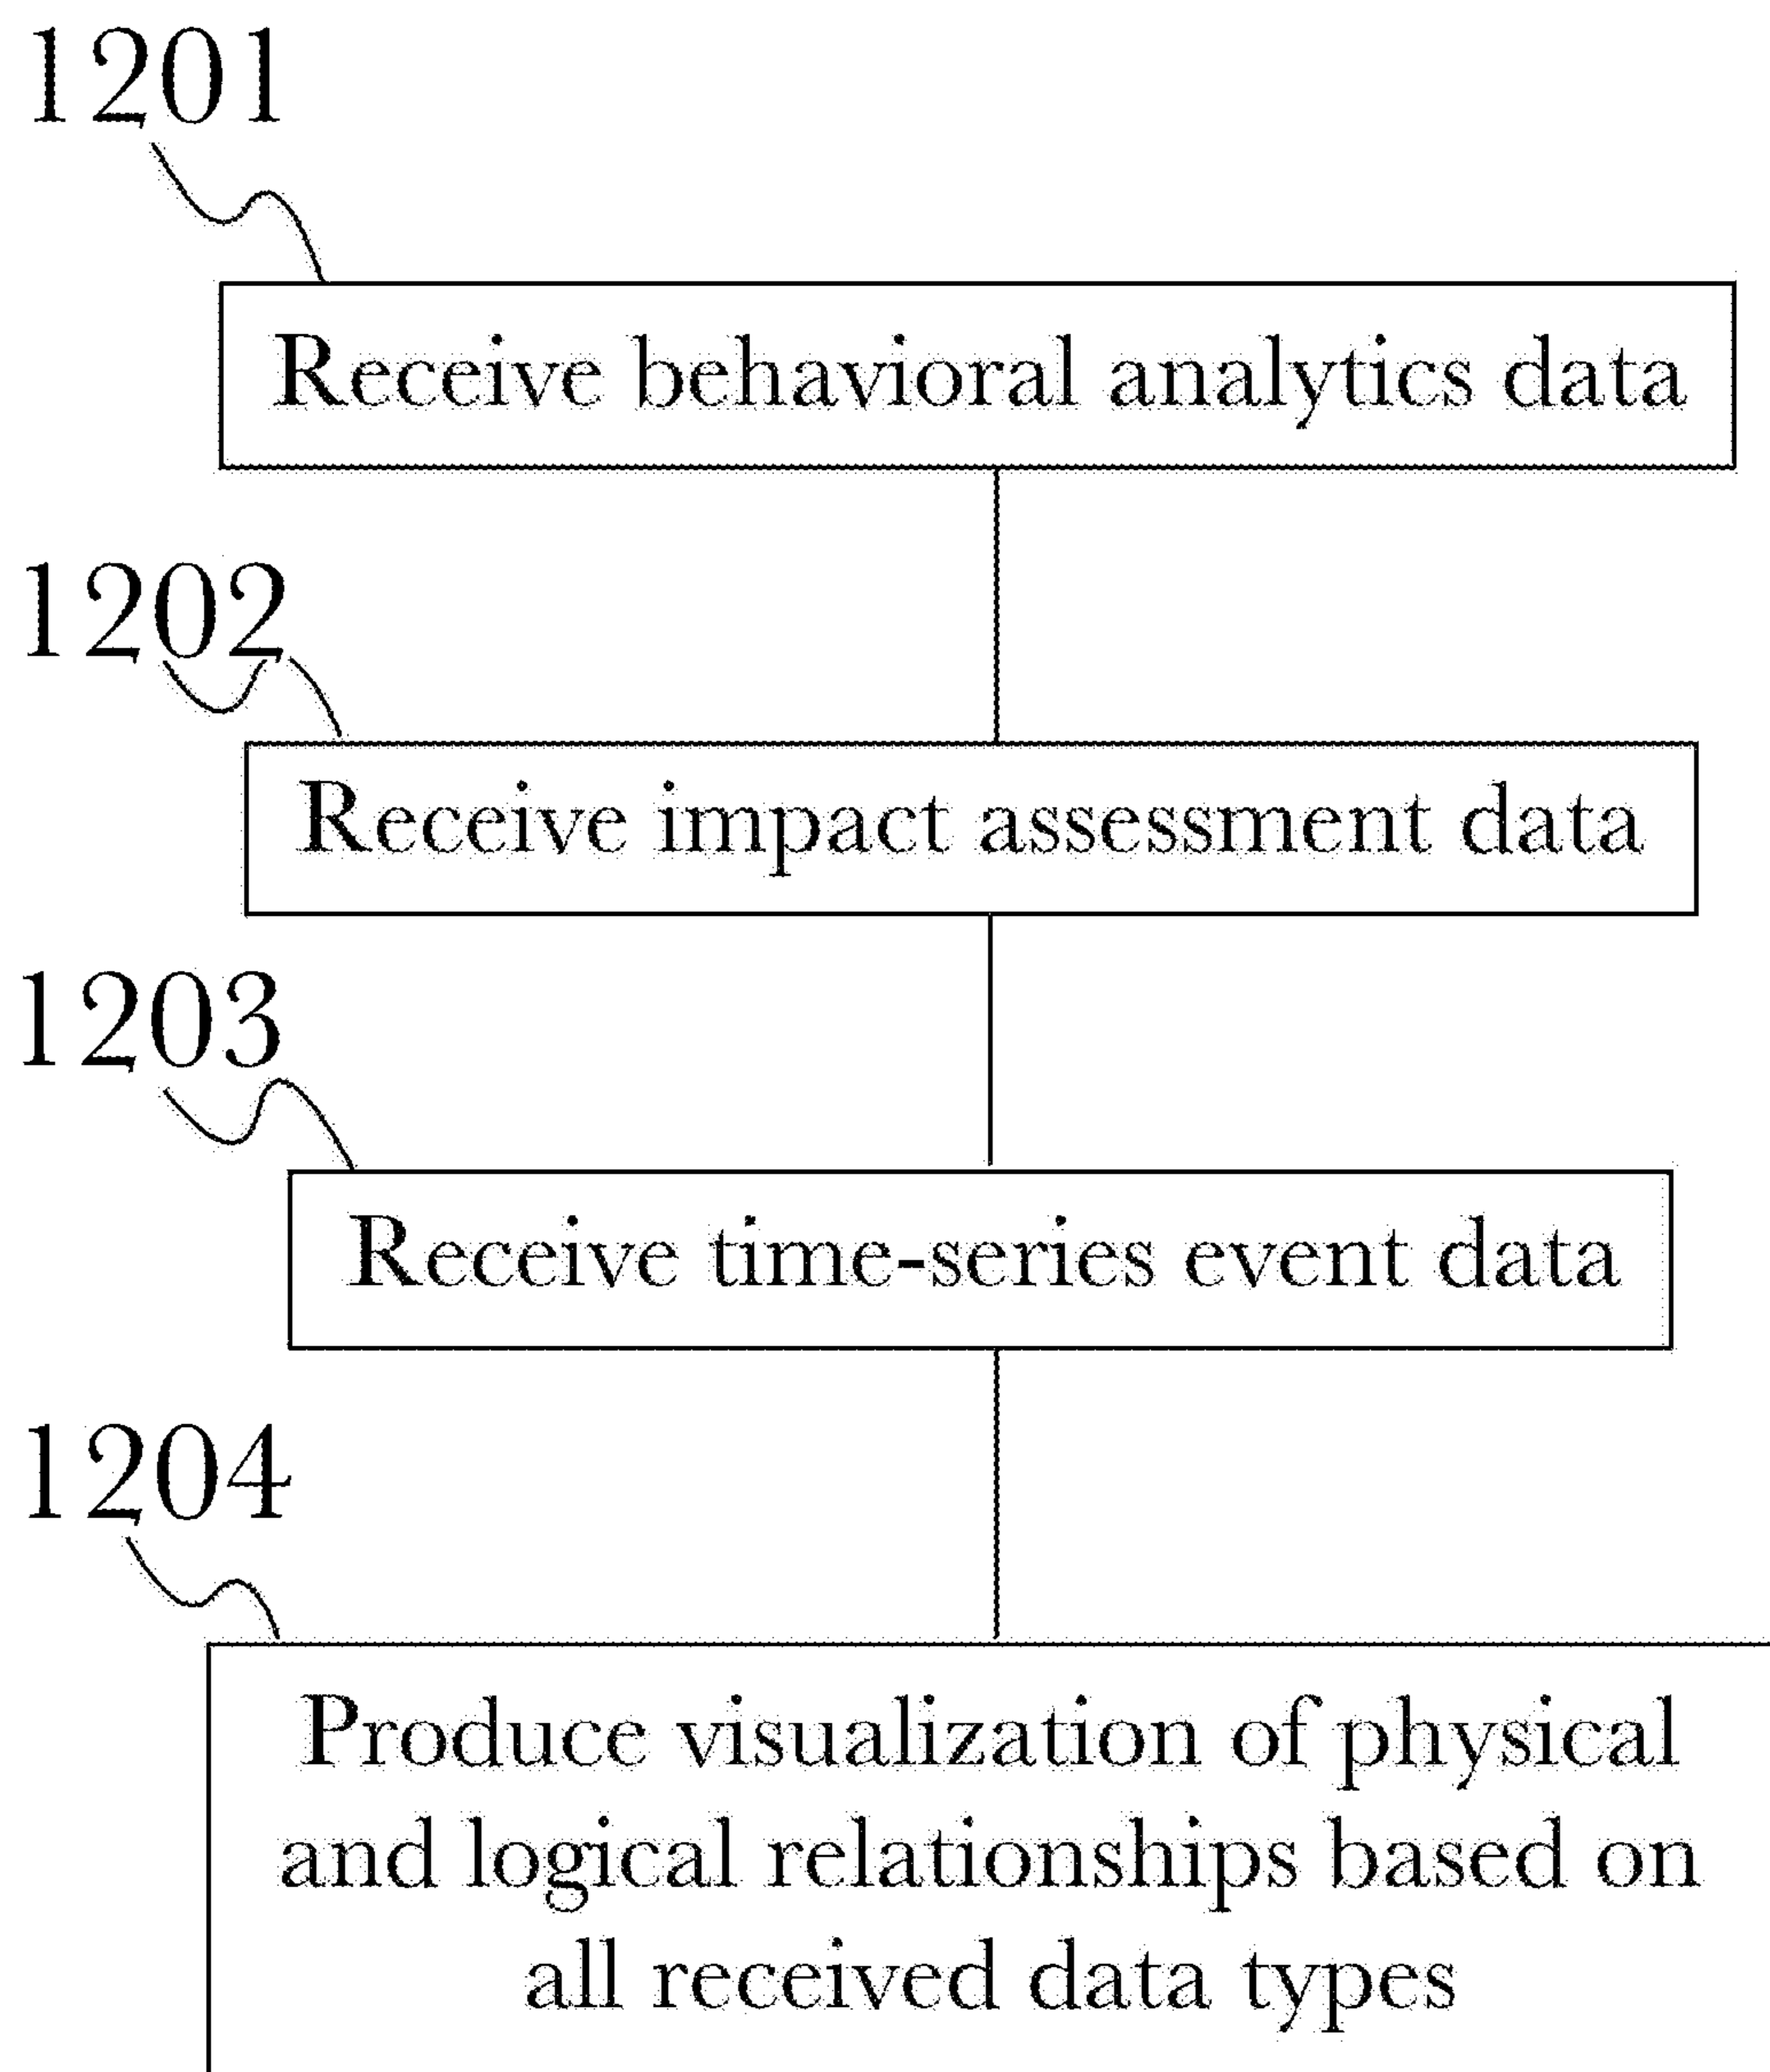 1201
Receive behavioral analytics data
1202
Receive impact assessment data
1203
Receive time-series event data
1204
Produce visualization of physical
and logical relationships based on
all received data types